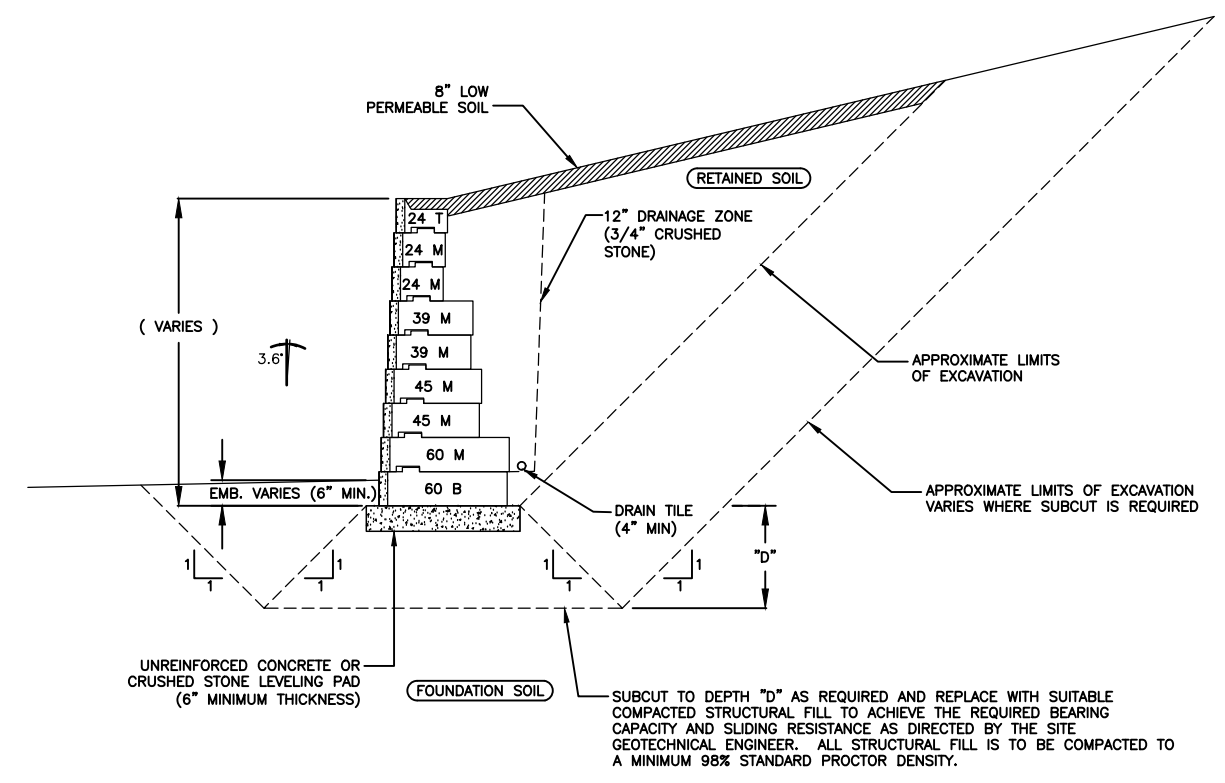 8" LOW
PERMEABLE SOIL
RETAINED SOIL
24 T
12" DRAINAGE ZONE
(3/4" CRUSHED
STONE)
24 M
24 M
39 M
( VARIES )
3.6°
39 M
APPROXIMATE LIMITS
OF EXCAVATION
45 M
45 M
60 M
60 B
EMB. VARIES (6" MIN.)
APPROXIMATE LIMITS OF EXCAVATION
VARIES WHERE SUBCUT IS REQUIRED
DRAIN TILE
(4" MIN)
"D"
1
1
1
1
1
1
1
1
UNREINFORCED CONCRETE OR
CRUSHED STONE LEVELING PAD
(6" MINIMUM THICKNESS)
FOUNDATION SOIL
SUBCUT TO DEPTH "D" AS REQUIRED AND REPLACE WITH SUITABLE
COMPACTED STRUCTURAL FILL TO ACHIEVE THE REQUIRED BEARING
CAPACITY AND SLIDING RESISTANCE AS DIRECTED BY THE SITE
GEOTECHNICAL ENGINEER. ALL STRUCTURAL FILL IS TO BE COMPACTED TO
A MINIMUM 98% STANDARD PROCTOR DENSITY.